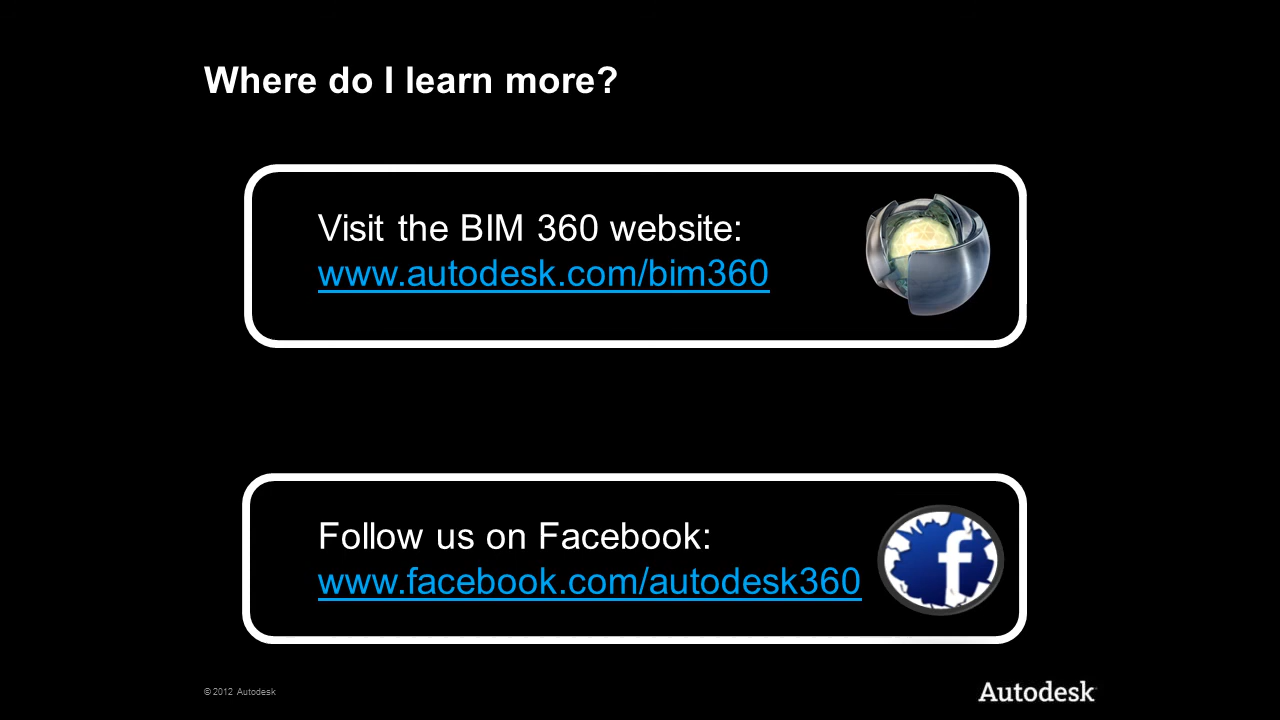 Where do I learn more?
Visit the BIM 360 website:
www.autodesk.com/bim360
Follow us on Facebook:
www.facebook.com/autodesk360
f
© 2012 Autodesk
Autodesk